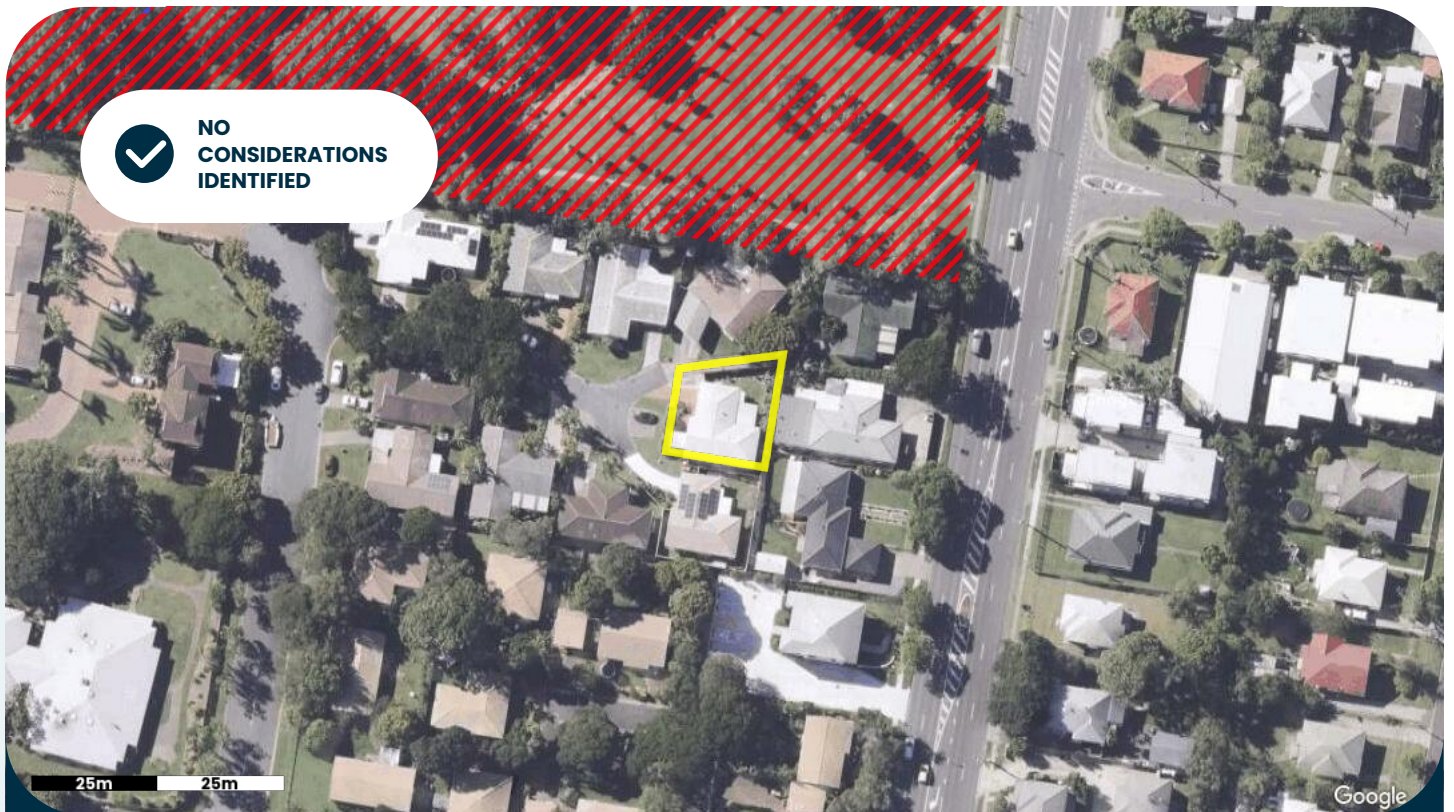 NO
CONSIDERATIONS
IDENTIFIED
25m 25m
Google